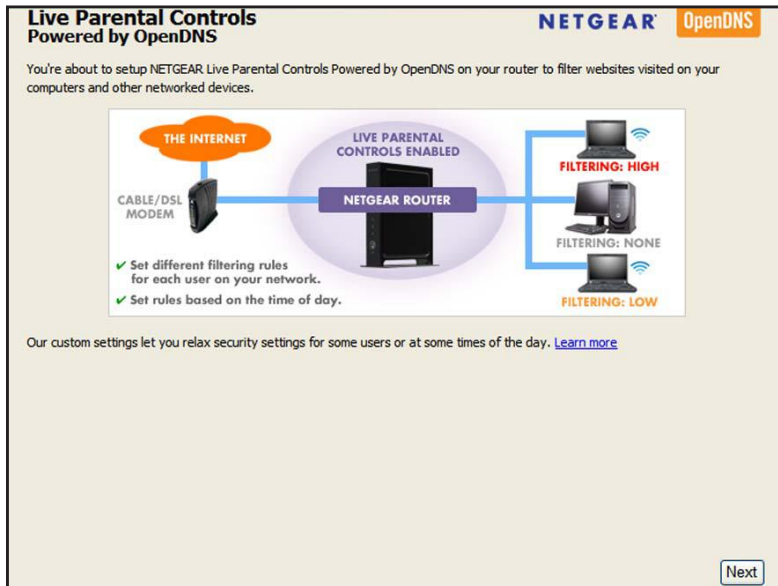 Live Parental Controls
Powered by OpenDNS
NETGEAR
OpenDNS
You're about to setup NETGEAR Live Parental Controls Powered by OpenDNS on your router to filter websites visited on your
computers and other networked devices.
THE INTERNET
CABLE/DSL
MODEM
LIVE PARENTAL
CONTROLS ENABLED
NETGEAR ROUTER
FILTERING: HIGH
FILTERING: NONE
FILTERING: LOW
✔ Set different filtering rules
for each user on your network.
✔ Set rules based on the time of day.
Our custom settings let you relax security settings for some users or at some times of the day. Learn more
Next